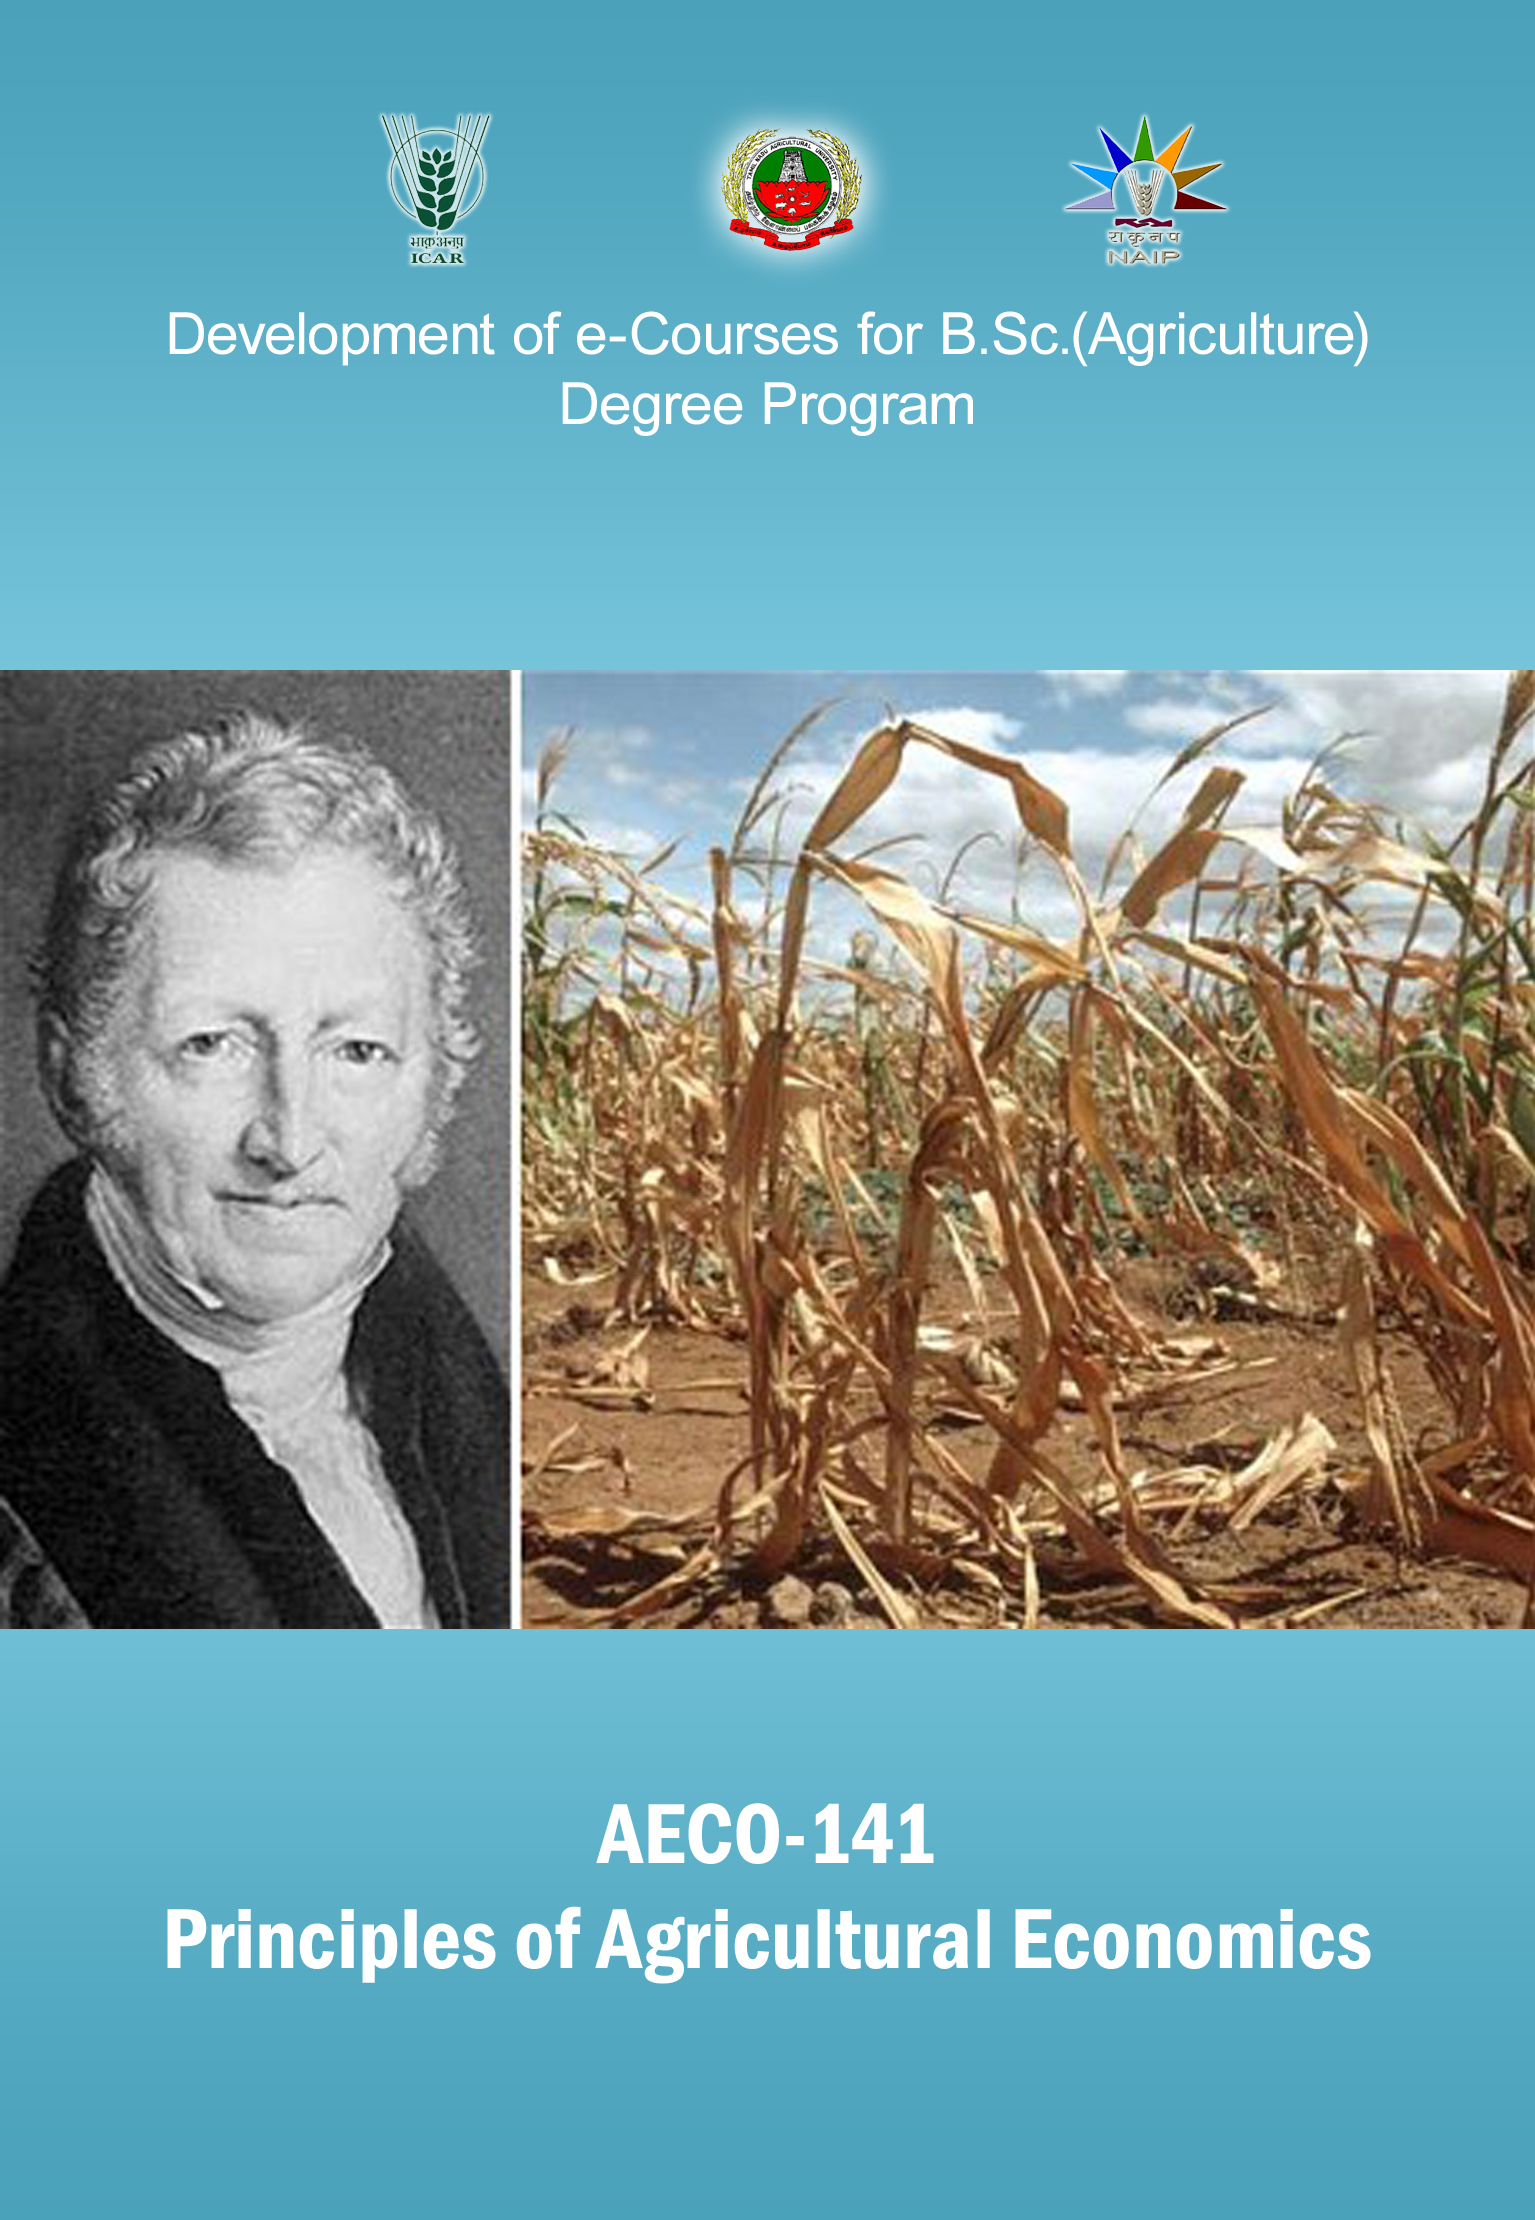 भाकृअनुप
ICAR
TAMIL NADU AGRICULTURAL UNIVERSITY
राकृनप
NAIP
Development of e-Courses for B.Sc.(Agriculture)
Degree Program
AECO-141
Principles of Agricultural Economics